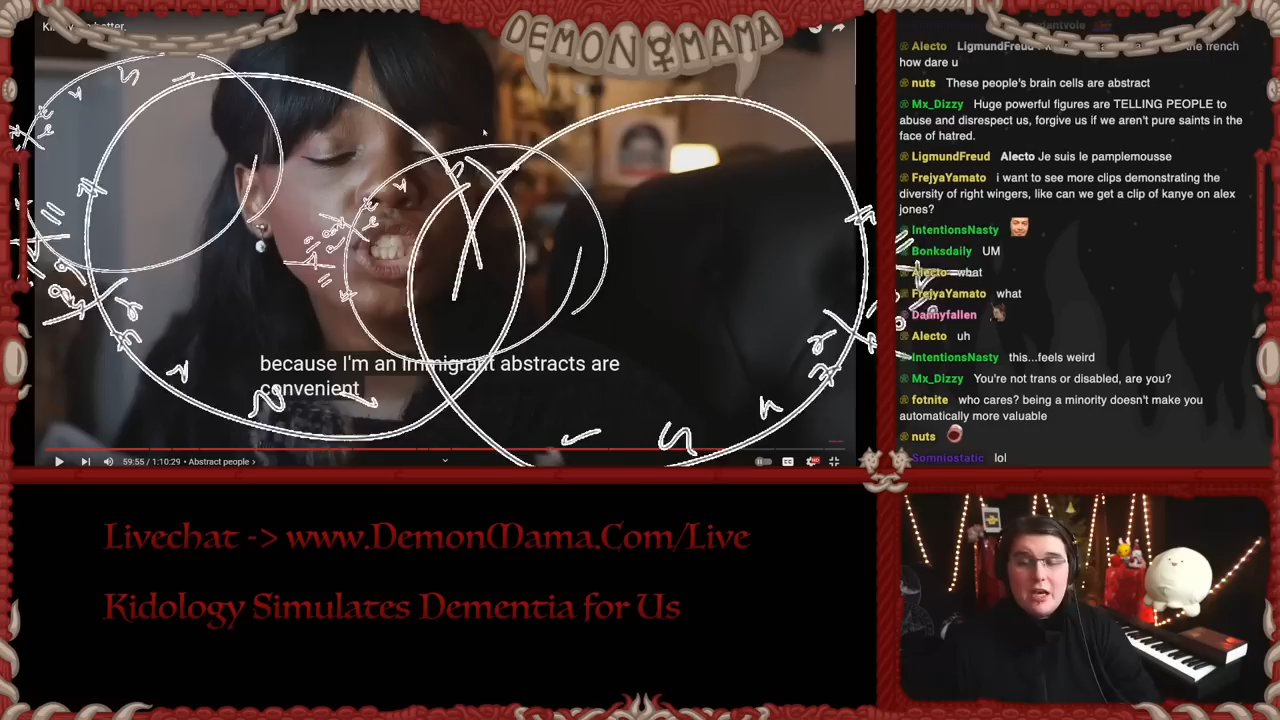 DEMON MAMA
Alecto LigmundFreud
the french
how dare u
nuts These people's brain cells are abstract
Mx_Dizzy Huge powerful figures are TELLING PEOPLE to
abuse and disrespect us, forgive us if we aren't pure saints in the
face of hatred.
LigmundFreud Alecto Je suis le pamplemousse
FrejyaYamato i want to see more clips demonstrating the
diversity of right wingers, like can we get a clip of kanye on alex
jones?
IntentionsNasty
Bonksdaily UM
Alecto what
FrejyaYamato what
Dannyfallen
Alecto uh
IntentionsNasty this...feels weird
Mx_Dizzy You're not trans or disabled, are you?
fotnite who cares? being a minority doesn't make you
automatically more valuable
nuts
Somniostatic lol
because I'm an immigrant abstracts are
convenient
59:55 / 1:10:29 • Abstract people ›
Livechat -> www.DemonMama.Com/Live
Kidology Simulates Dementia for Us